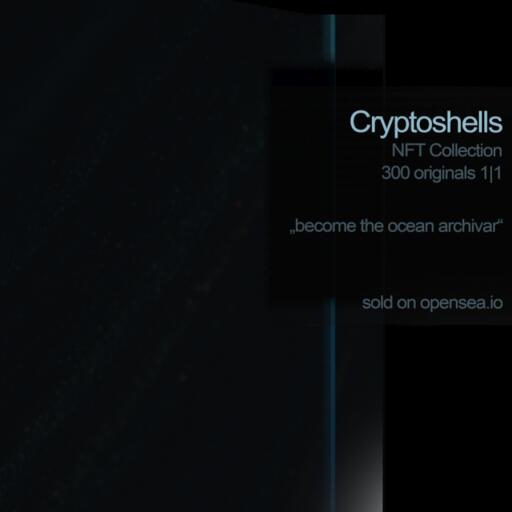 Cryptoshells
NFT Collection
300 originals 1|1
„become the ocean archivar“
sold on opensea.io